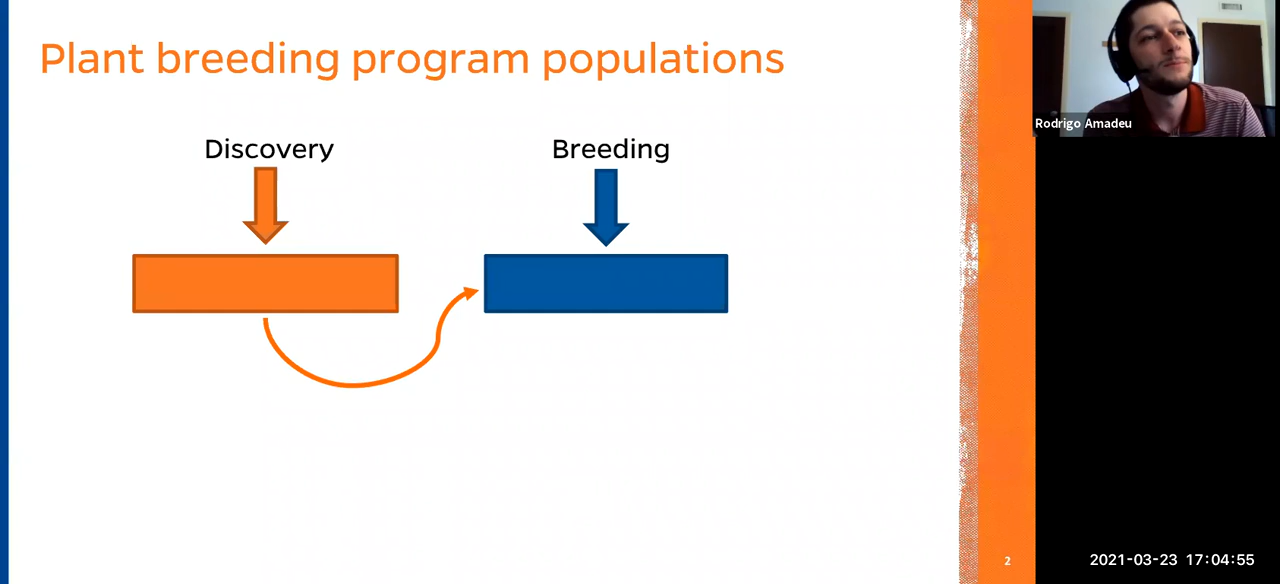 Plant breeding program populations
Discovery
Breeding
Rodrigo Amadeu
2
2021-03-23 17:04:55